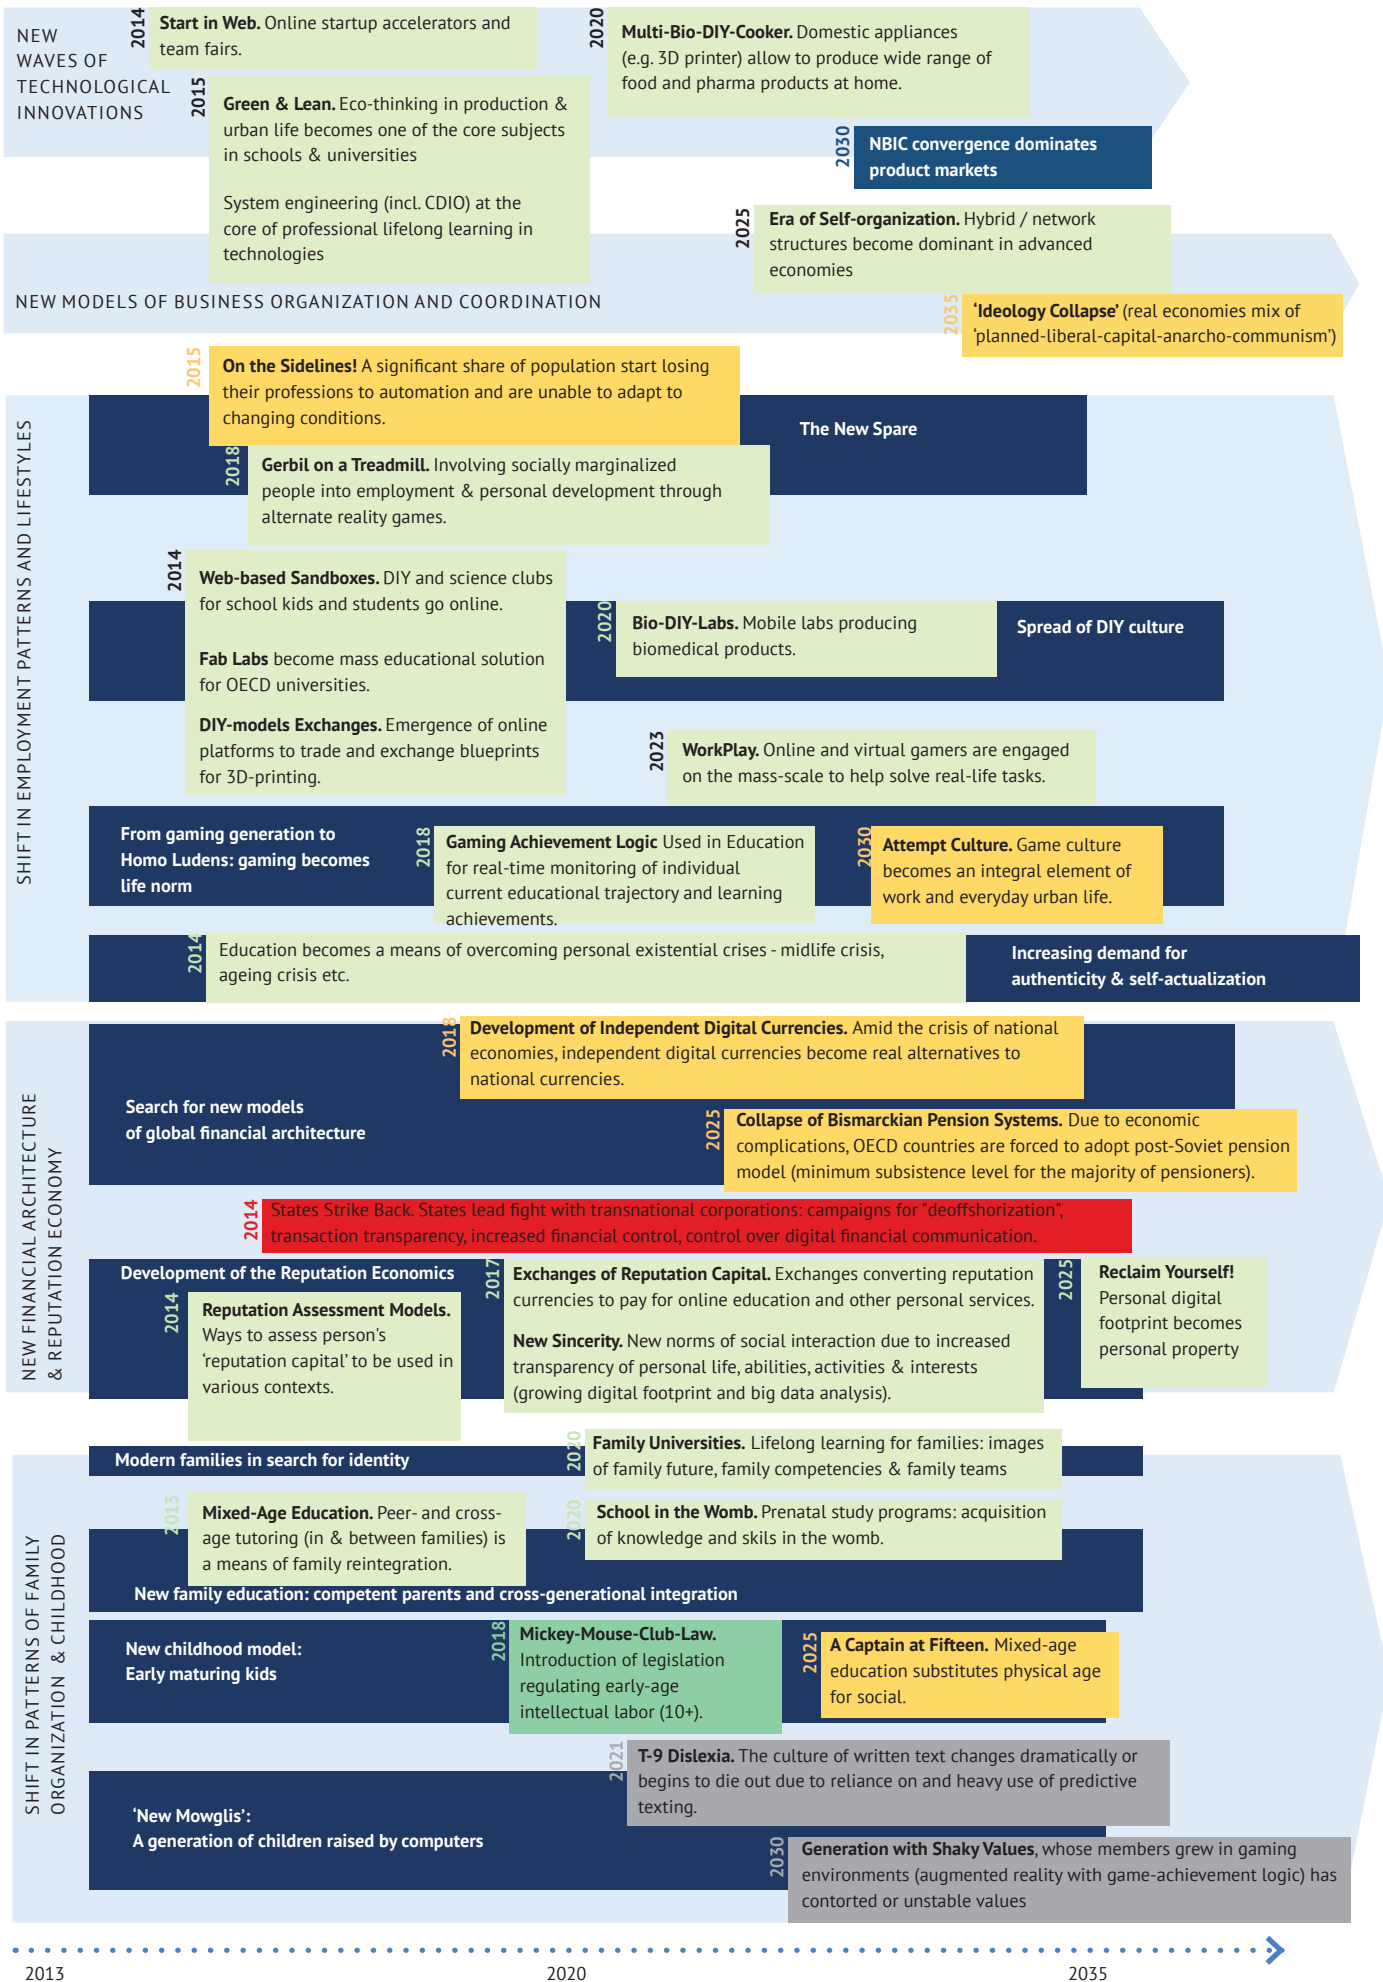 NEW
WAVES OF
TECHNOLOGICAL
INNOVATIONS
2014
Start in Web. Online startup accelerators and
team fairs.
2015
Green & Lean. Eco-thinking in production &
urban life becomes one of the core subjects
in schools & universities
System engineering (incl. CDIO) at the
core of professional lifelong learning in
technologies
2020
Multi-Bio-DIY-Cooker. Domestic appliances
(e.g. 3D printer) allow to produce wide range of
food and pharma products at home.
2030
NBIC convergence dominates
product markets
2025
Era of Self-organization. Hybrid / network
structures become dominant in advanced
economies
NEW MODELS OF BUSINESS ORGANIZATION AND COORDINATION
2035
‘Ideology Collapse’ (real economies mix of
‘planned-liberal-capital-anarcho-communism’)
SHIFT IN EMPLOYMENT PATTERNS AND LIFESTYLES
2015
On the Sidelines! A significant share of population start losing
their professions to automation and are unable to adapt to
changing conditions.
The New Spare
2018
Gerbil on a Treadmill. Involving socially marginalized
people into employment & personal development through
alternate reality games.
2014
Web-based Sandboxes. DIY and science clubs
for school kids and students go online.
Fab Labs become mass educational solution
for OECD universities.
DIY-models Exchanges. Emergence of online
platforms to trade and exchange blueprints
for 3D-printing.
2020
Bio-DIY-Labs. Mobile labs producing
biomedical products.
Spread of DIY culture
2023
WorkPlay. Online and virtual gamers are engaged
on the mass-scale to help solve real-life tasks.
From gaming generation to
Homo Ludens: gaming becomes
life norm
2018
Gaming Achievement Logic Used in Education
for real-time monitoring of individual
current educational trajectory and learning
achievements.
2030
Attempt Culture. Game culture
becomes an integral element of
work and everyday urban life.
2014
Education becomes a means of overcoming personal existential crises - midlife crisis,
ageing crisis etc.
Increasing demand for
authenticity & self-actualization
NEW FINANCIAL ARCHITECTURE
& REPUTATION ECONOMY
2018
Development of Independent Digital Currencies. Amid the crisis of national
economies, independent digital currencies become real alternatives to
national currencies.
Search for new models
of global financial architecture
2025
Collapse of Bismarckian Pension Systems. Due to economic
complications, OECD countries are forced to adopt post-Soviet pension
model (minimum subsistence level for the majority of pensioners).
2014
States Strike Back. States lead fight with transnational corporations: campaigns for "deoffshorization",
transaction transparency, increased financial control, control over digital financial communication.
Development of the Reputation Economics
2014
Reputation Assessment Models.
Ways to assess person's
‘reputation capital’ to be used in
various contexts.
2017
Exchanges of Reputation Capital. Exchanges converting reputation
currencies to pay for online education and other personal services.
New Sincerity. New norms of social interaction due to increased
transparency of personal life, abilities, activities & interests
(growing digital footprint and big data analysis).
2025
Reclaim Yourself!
Personal digital
footprint becomes
personal property
SHIFT IN PATTERNS OF FAMILY
ORGANIZATION & CHILDHOOD
Modern families in search for identity
2020
Family Universities. Lifelong learning for families: images
of family future, family competencies & family teams
2013
Mixed-Age Education. Peer- and cross-
age tutoring (in & between families) is
a means of family reintegration.
2020
School in the Womb. Prenatal study programs: acquisition
of knowledge and skils in the womb.
New family education: competent parents and cross-generational integration
New childhood model:
Early maturing kids
2018
Mickey-Mouse-Club-Law.
Introduction of legislation
regulating early-age
intellectual labor (10+).
2025
A Captain at Fifteen. Mixed-age
education substitutes physical age
for social.
2021
T-9 Dislexia. The culture of written text changes dramatically or
begins to die out due to reliance on and heavy use of predictive
texting.
‘New Mowglis’:
A generation of children raised by computers
2030
Generation with Shaky Values, whose members grew in gaming
environments (augmented reality with game-achievement logic) has
contorted or unstable values
2013
2020
2035